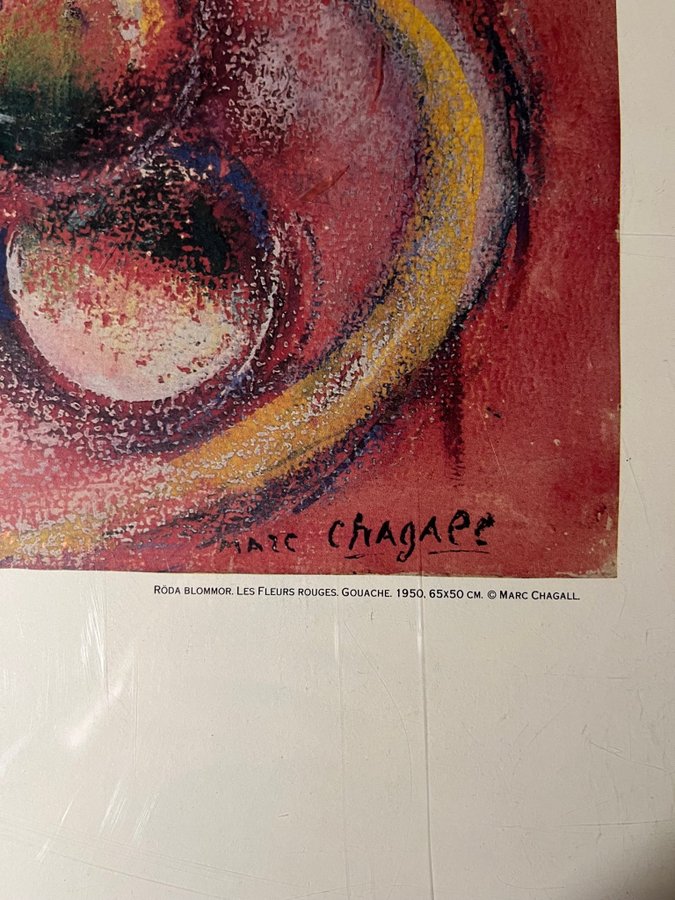 MARC CHAGALL
RÖDA BLOMMOR. LES FLEURS ROUGES. GOUACHE. 1950. 65X50 CM. © MARC CHAGALL.